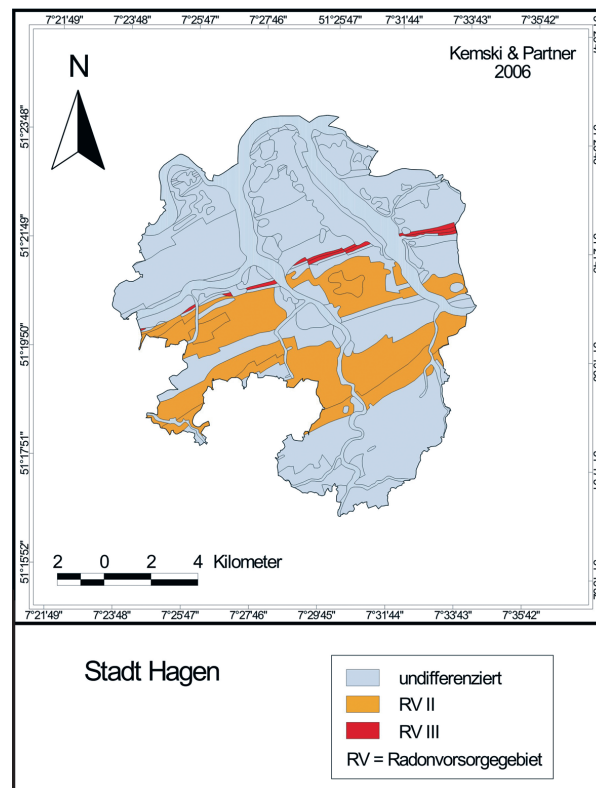 7°21'49" 7°23'48" 7°25'47" 7°27'46" 51°25'47" 7°31'44" 7°33'43" 7°35'42"
Kemski & Partner
2006
N
51°23'48"
51°21'49"
51°19'50"
51°17'51"
51°15'52"
2 0 2 4 Kilometer
7°21'49" 7°23'48" 7°25'47" 7°27'46" 7°29'45" 7°31'44" 7°33'43" 7°35'42"
Stadt Hagen
undifferenziert
RV II
RV III
RV = Radonvorsorgegebiet